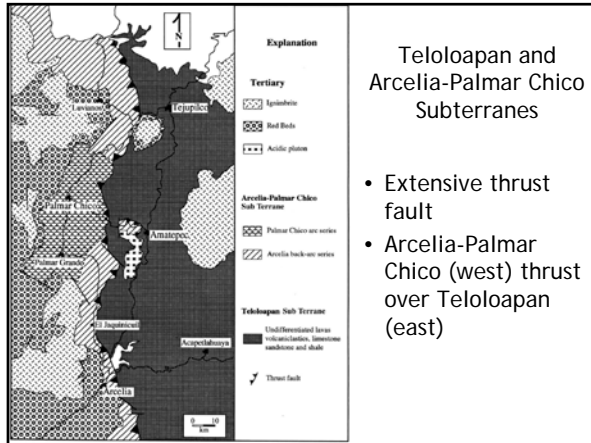 N
Luvianos
Tejupilco
Palmar Chico
Amatepec
Palmar Grande
Acapetlahuaya
Arcelia
0 10
km
Explanation
Tertiary
Ignimbrite
Red Beds
Acidic pluton
Arcelia-Palmar Chico
Sub Terrane
Palmar Chico arc series
Arcelia back-arc series
Teloloapan Sub Terrane
Undifferentiated lavas
volcaniclastics, limestone
sandstone and shale
Thrust fault
Teloloapan and
Arcelia-Palmar Chico
Subterranes
• Extensive thrust
fault
• Arcelia-Palmar
Chico (west) thrust
over Teloloapan
(east)